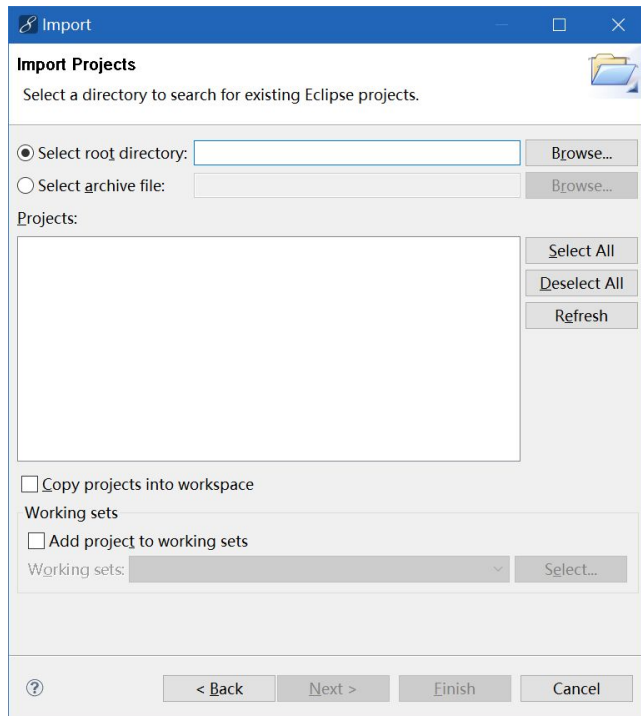 Import
Import Projects
Select a directory to search for existing Eclipse projects.
Select root directory:
Browse...
Select archive file:
Browse...
Projects:
Select All
Deselect All
Refresh
Copy projects into workspace
Working sets
Add project to working sets
Working sets:
Select...
?
< Back
Next >
Finish
Cancel